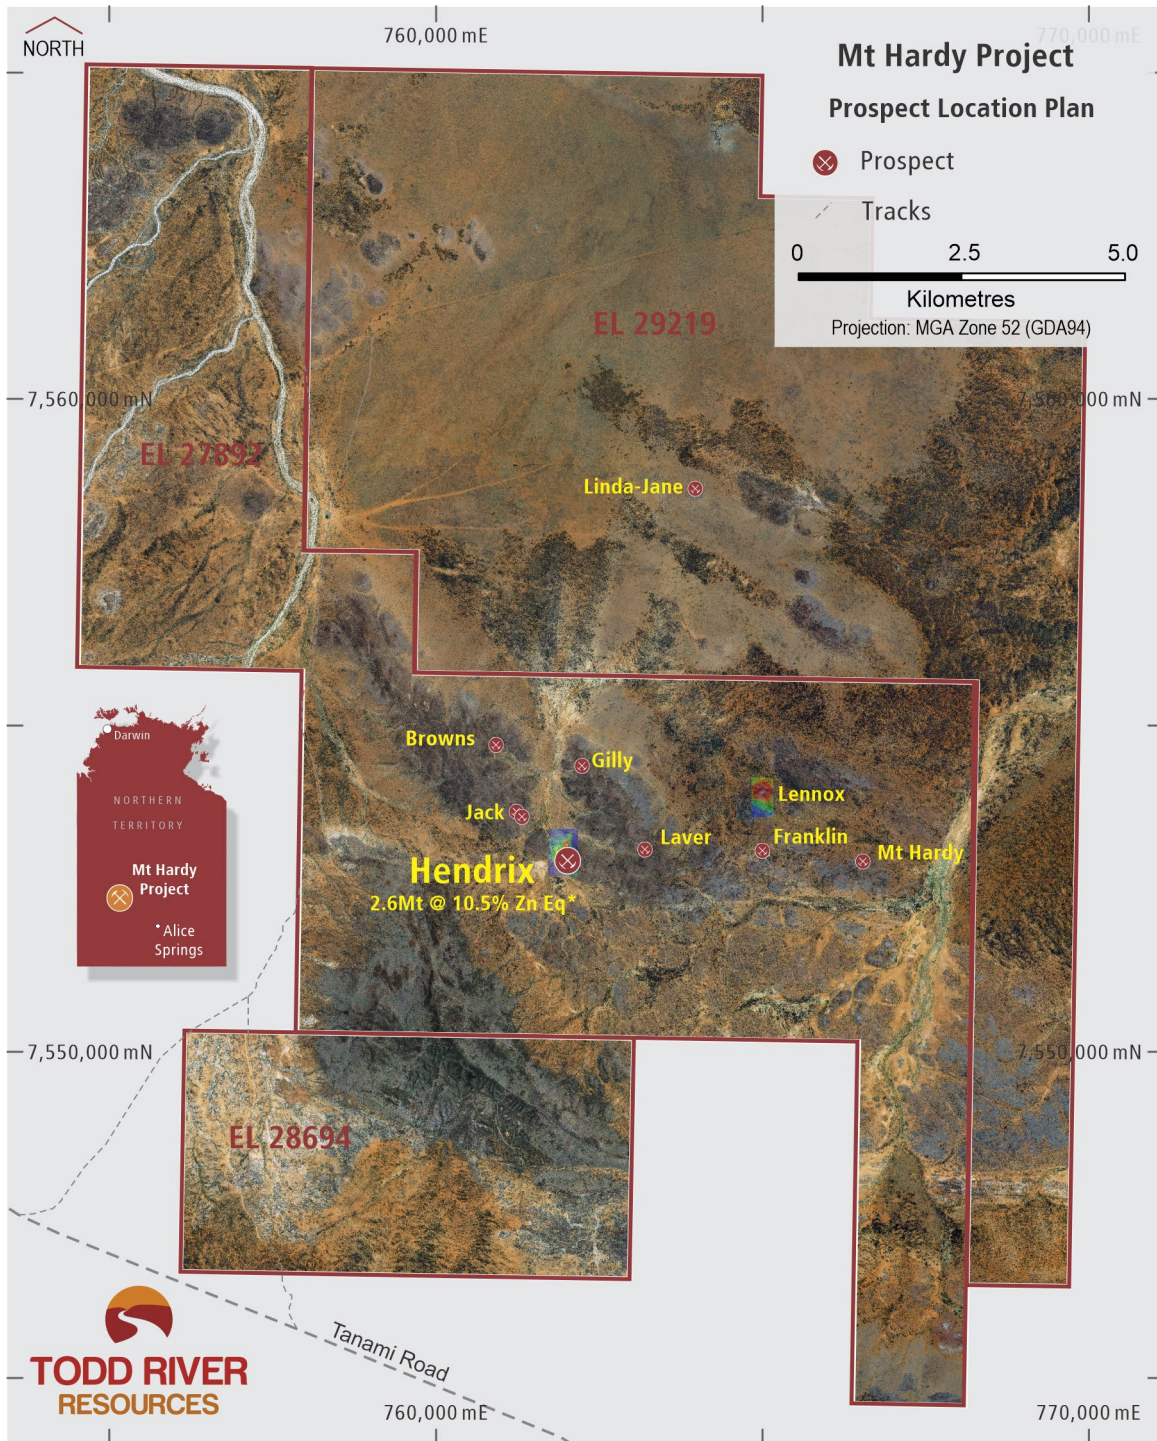 NORTH
760,000 mE
770,000 mE
Mt Hardy Project
Prospect Location Plan
Prospect
Tracks
0 2.5 5.0
Kilometres
Projection: MGA Zone 52 (GDA94)
EL 29219
7,560,000 mN
7,560,000 mN
EL 27892
Linda-Jane
Browns
Gilly
Jack
Lennox
Laver
Franklin
Mt Hardy
Hendrix
2.6Mt @ 10.5% Zn Eq*
Darwin
NORTHERN
TERRITORY
Mt Hardy
Project
Alice
Springs
7,550,000 mN
7,550,000 mN
EL 28694
Tanami Road
TODD RIVER
RESOURCES
760,000 mE
770,000 mE